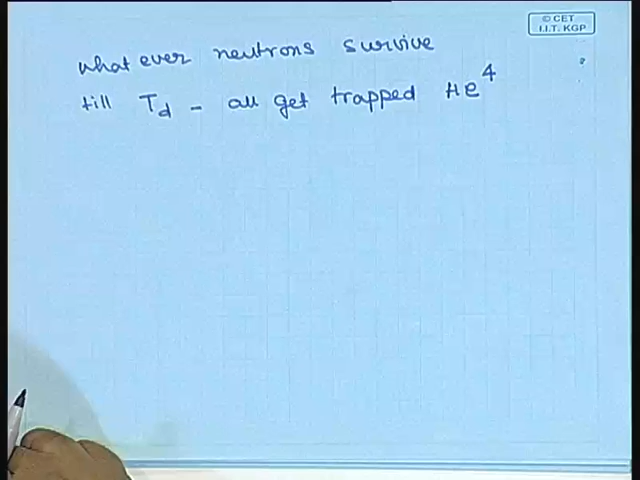 © CET
I.I.T. KGP
what ever neutrons survive
till Td - all get trapped He4